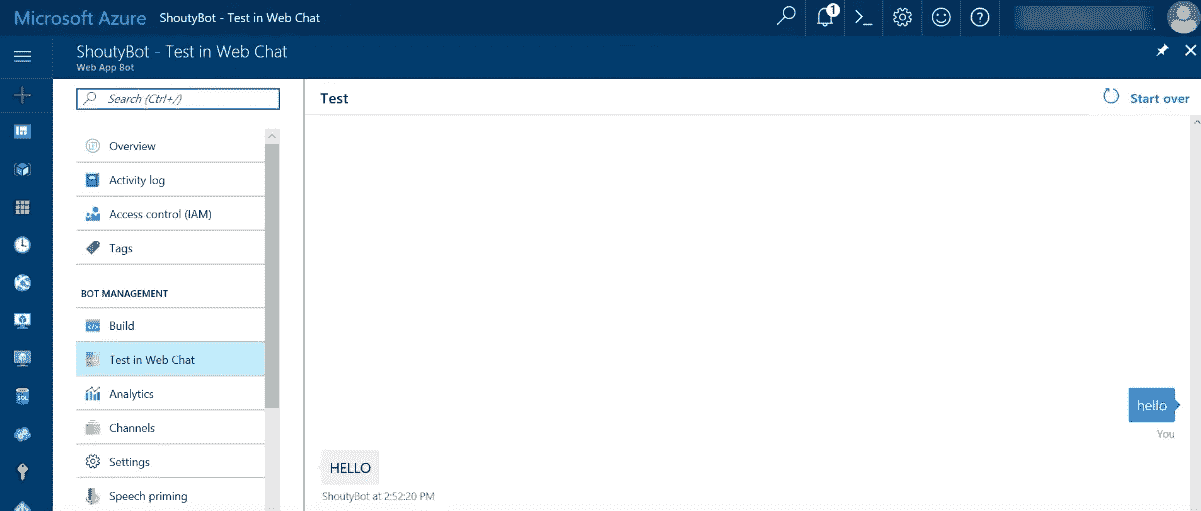 Microsoft Azure ShoutyBot - Test in Web Chat
1
ShoutyBot - Test in Web Chat
Web App Bot
Search (Ctrl+/)
Overview
Activity log
Access control (IAM)
Tags
BOT MANAGEMENT
Build
Test in Web Chat
Analytics
Channels
Settings
Speech priming
SQL
Test
Start over
hello
You
HELLO
ShoutyBot at 2:52:20 PM